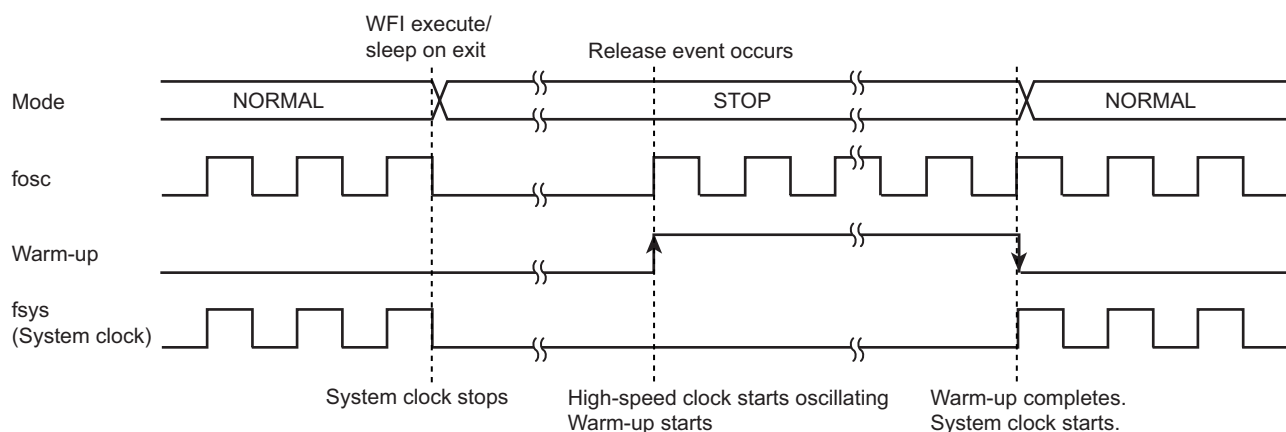 WFI execute/
sleep on exit
Release event occurs
Mode
NORMAL
STOP
NORMAL
fosc
Warm-up
fsys
(System clock)
System clock stops
High-speed clock starts oscillating
Warm-up starts
Warm-up completes.
System clock starts.